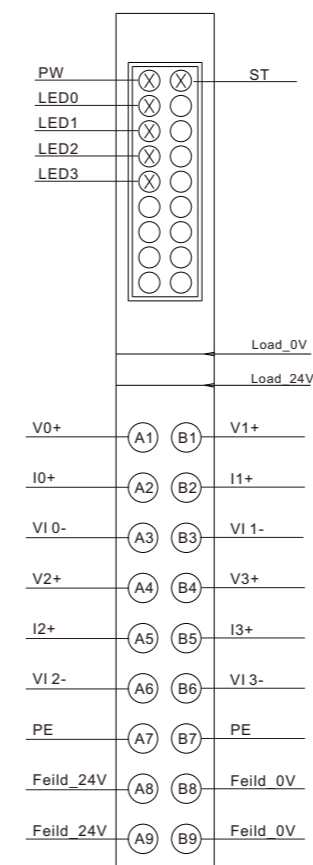 PW ST
LED0
LED1
LED2
LED3
Load_0V
Load_24V
V0+ A1 B1 V1+
I0+ A2 B2 I1+
VI 0- A3 B3 VI 1-
V2+ A4 B4 V3+
I2+ A5 B5 I3+
VI 2- A6 B6 VI 3-
PE A7 B7 PE
Feild_24V A8 B8 Feild_0V
Feild_24V A9 B9 Feild_0V